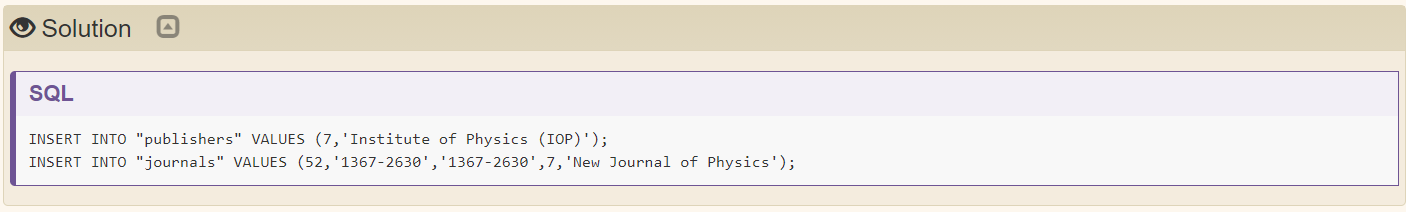 Solution
SQL
INSERT INTO "publishers" VALUES (7,'Institute of Physics (IOP)');
INSERT INTO "journals" VALUES (52,'1367-2630','1367-2630',7,'New Journal of Physics');